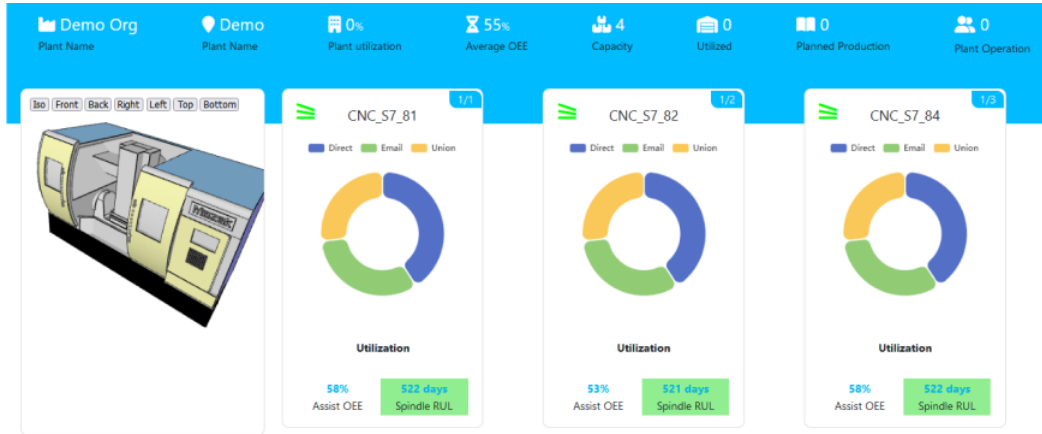 Demo Org
Plant Name
Demo
Plant Name
0%
Plant utilization
55%
Average OEE
4
Capacity
0
Utilized
0
Planned Production
0
Plant Operation
Iso Front Back Right Left Top Bottom
Mazak
1/1
CNC_S7_81
Direct Email Union
Utilization
58%
Assist OEE
522 days
Spindle RUL
1/2
CNC_S7_82
Direct Email Union
Utilization
53%
Assist OEE
521 days
Spindle RUL
1/3
CNC_S7_84
Direct Email Union
Utilization
58%
Assist OEE
522 days
Spindle RUL